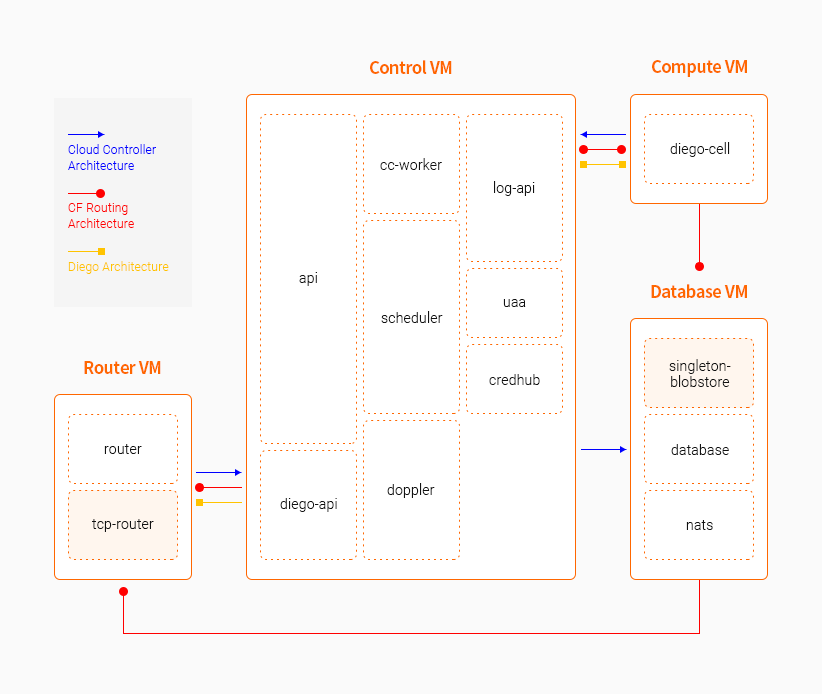 Control VM
Compute VM
Cloud Controller
Architecture
CF Routing
Architecture
Diego Architecture
api
cc-worker
log-api
scheduler
uaa
credhub
diego-api
doppler
diego-cell
Database VM
singleton-
blobstore
database
nats
Router VM
router
tcp-router